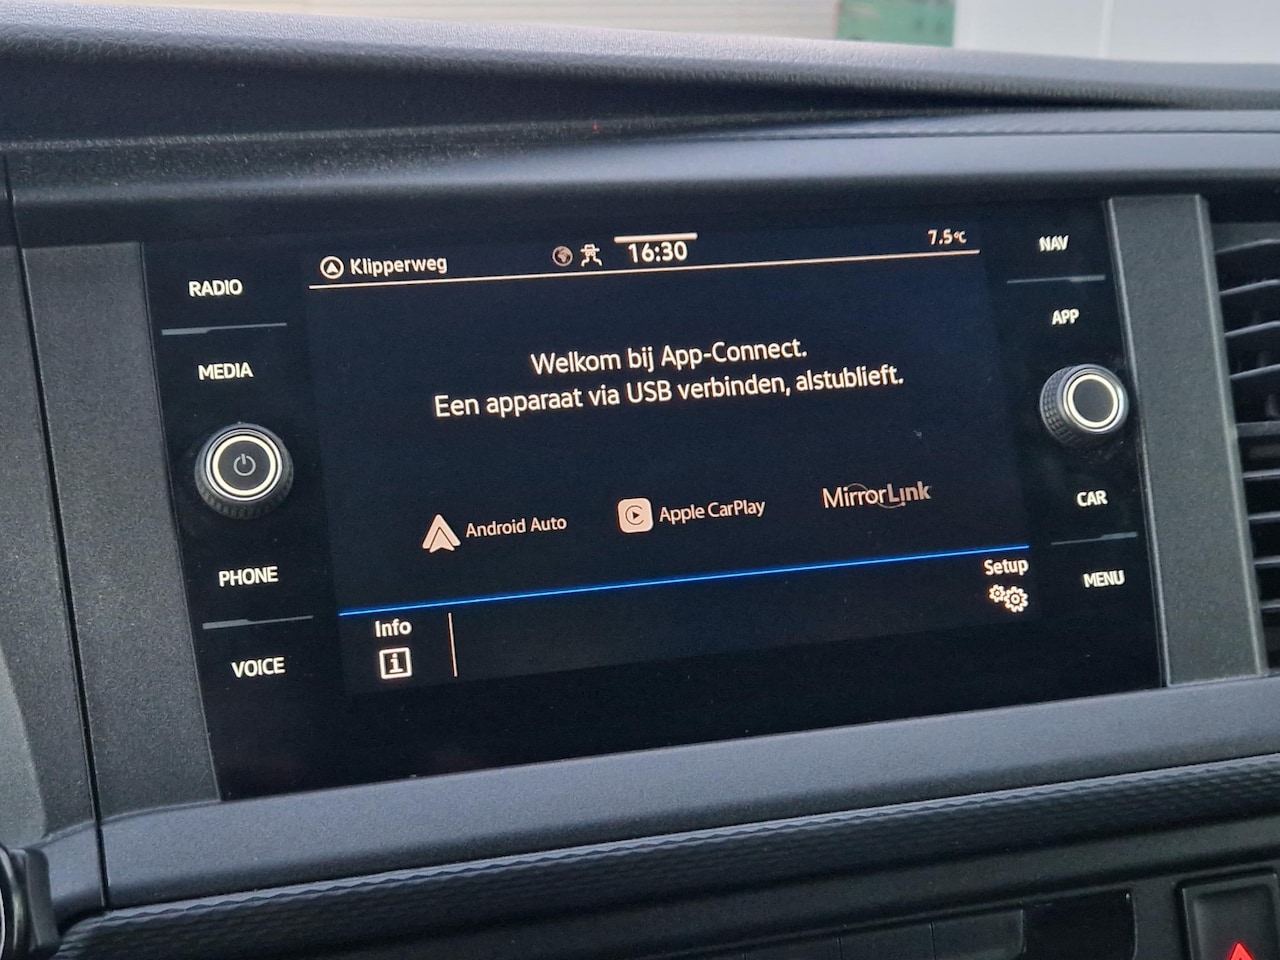 Klipperweg
16:30
7.5°C
NAV
RADIO
APP
MEDIA
Welkom bij App-Connect.
Een apparaat via USB verbinden, alstublieft.
Android Auto
Apple CarPlay
MirrorLink
CAR
PHONE
Setup
MENU
Info
VOICE